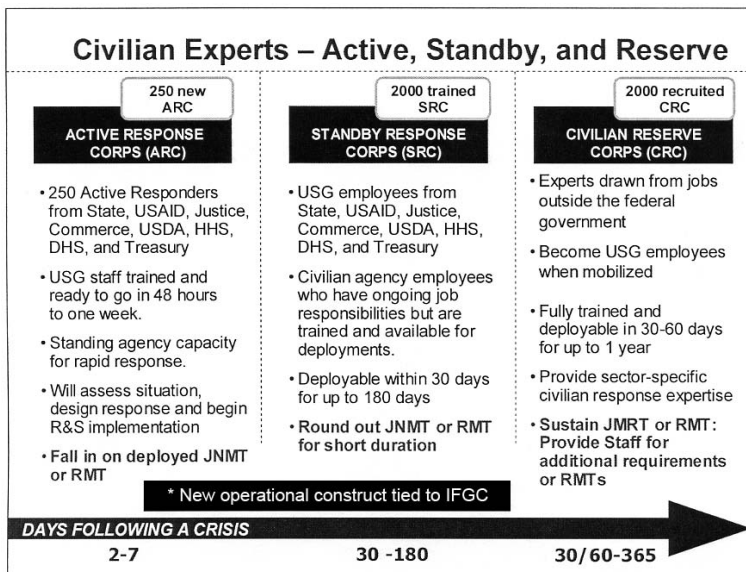 Civilian Experts – Active, Standby, and Reserve
250 new
ARC
ACTIVE RESPONSE
CORPS (ARC)
• 250 Active Responders
from State, USAID, Justice,
Commerce, USDA, HHS,
DHS, and Treasury
• USG staff trained and
ready to go in 48 hours
to one week.
• Standing agency capacity
for rapid response.
• Will assess situation,
design response and begin
R&S implementation
• Fall in on deployed JNMT
or RMT
2000 trained
SRC
STANDBY RESPONSE
CORPS (SRC)
• USG employees from
State, USAID, Justice,
Commerce, USDA, HHS,
DHS, and Treasury
• Civilian agency employees
who have ongoing job
responsibilities but are
trained and available for
deployments.
• Deployable within 30 days
for up to 180 days
• Round out JNMT or RMT
for short duration
2000 recruited
CRC
CIVILIAN RESERVE
CORPS (CRC)
• Experts drawn from jobs
outside the federal
government
• Become USG employees
when mobilized
• Fully trained and
deployable in 30-60 days
for up to 1 year
• Provide sector-specific
civilian response expertise
• Sustain JMRT or RMT:
Provide Staff for
additional requirements
or RMTs
* New operational construct tied to IFGC
DAYS FOLLOWING A CRISIS
2-7
30 -180
30/60-365